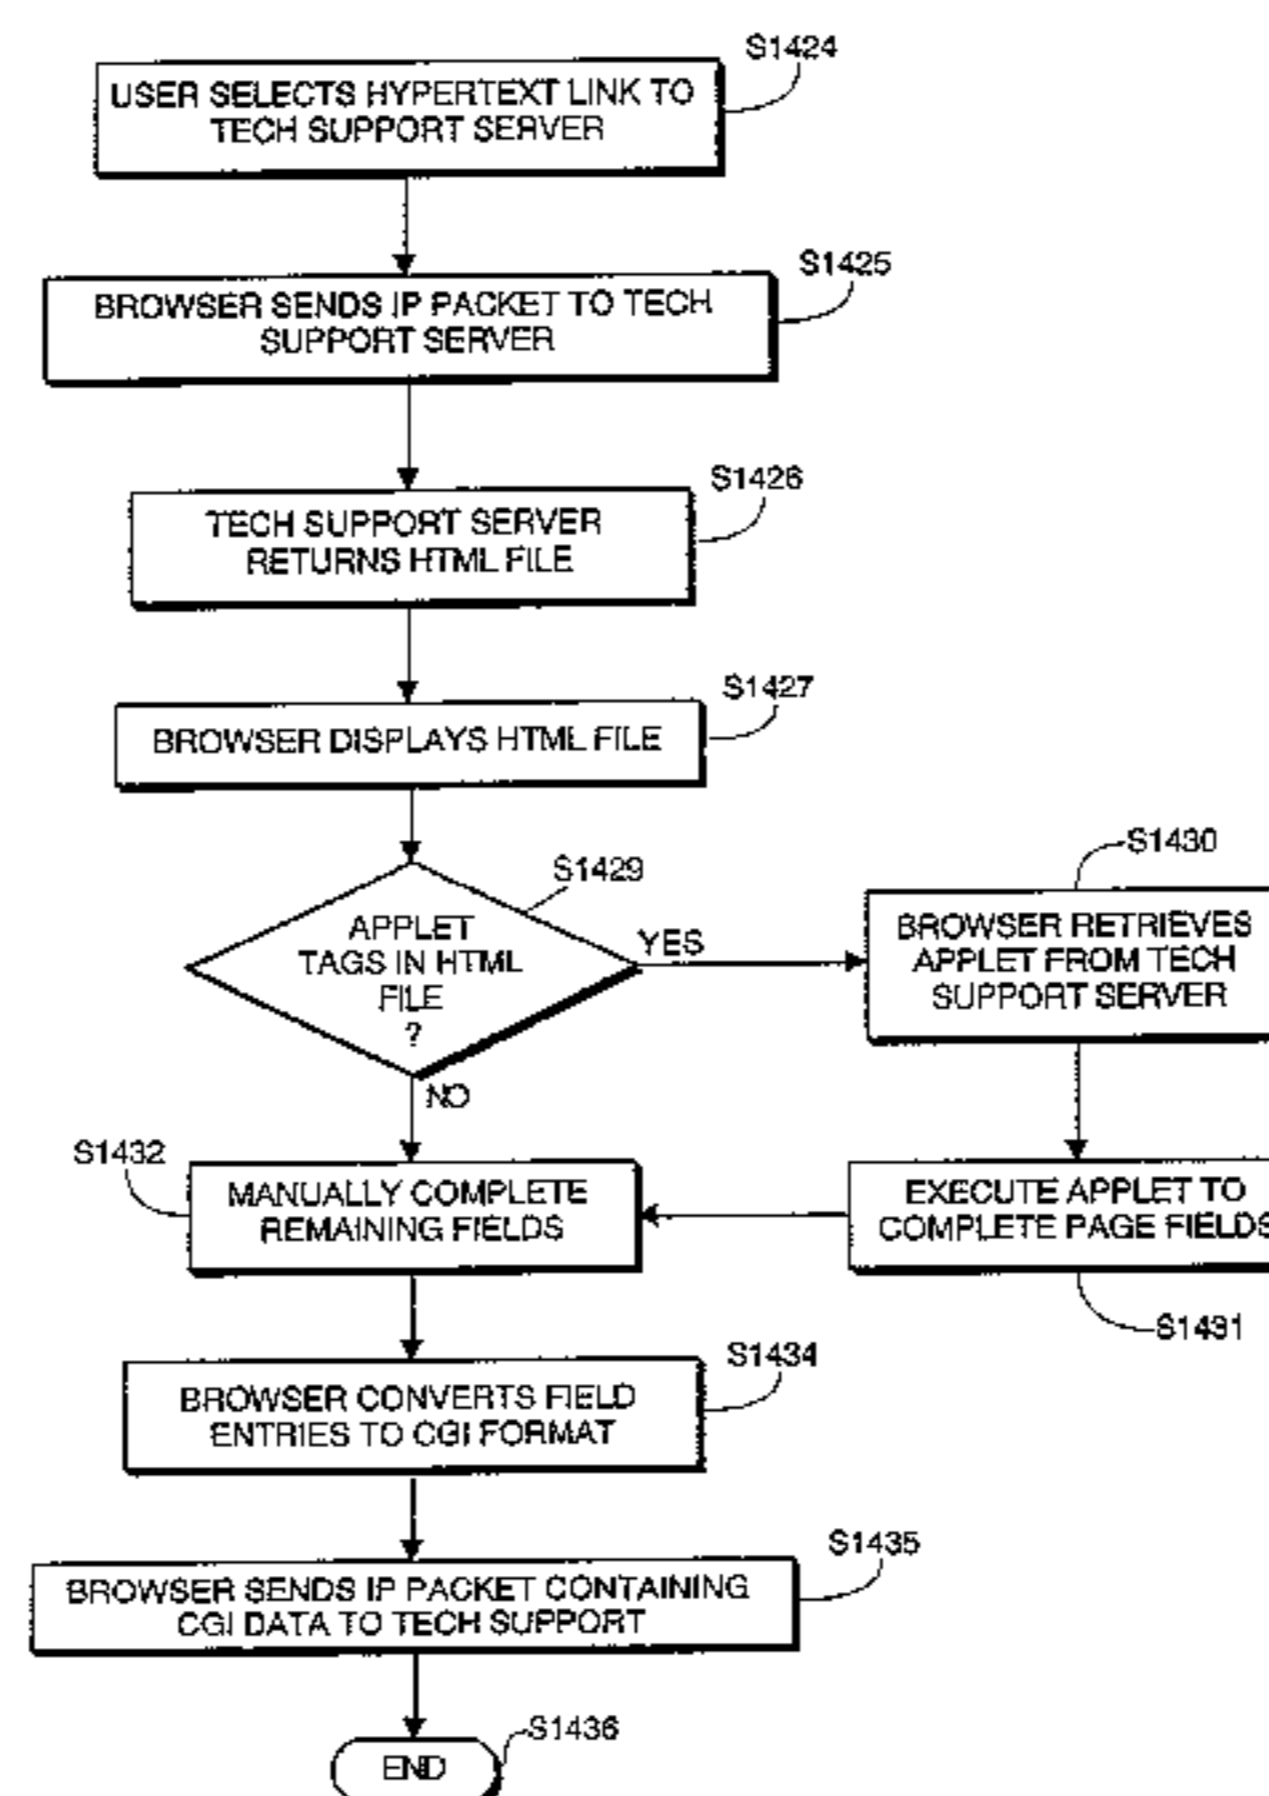 S1424
USER SELECTS HYPERTEXT LINK TO
TECH SUPPORT SERVER
S1425
BROWSER SENDS IP PACKET TO TECH
SUPPORT SERVER
S1426
TECH SUPPORT SERVER
RETURNS HTML FILE
S1427
BROWSER DISPLAYS HTML FILE
S1429
APPLET
TAGS IN HTML
FILE
?
YES
NO
S1430
BROWSER RETRIEVES
APPLET FROM TECH
SUPPORT SERVER
EXECUTE APPLET TO
COMPLETE PAGE FIELDS
S1431
S1432
MANUALLY COMPLETE
REMAINING FIELDS
S1434
BROWSER CONVERTS FIELD
ENTRIES TO CGI FORMAT
S1435
BROWSER SENDS IP PACKET CONTAINING
CGI DATA TO TECH SUPPORT
S1436
END